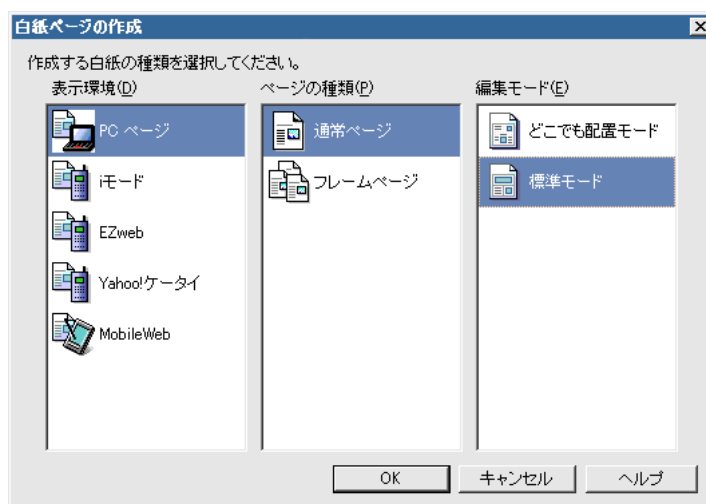 白紙ページの作成
作成する白紙の種類を選択してください。
表示環境(D)
PC ページ
iモード
EZweb
Yahoo!ケータイ
MobileWeb
ページの種類(P)
通常ページ
フレームページ
編集モード(E)
どこでも配置モード
標準モード
OK
キャンセル
ヘルプ